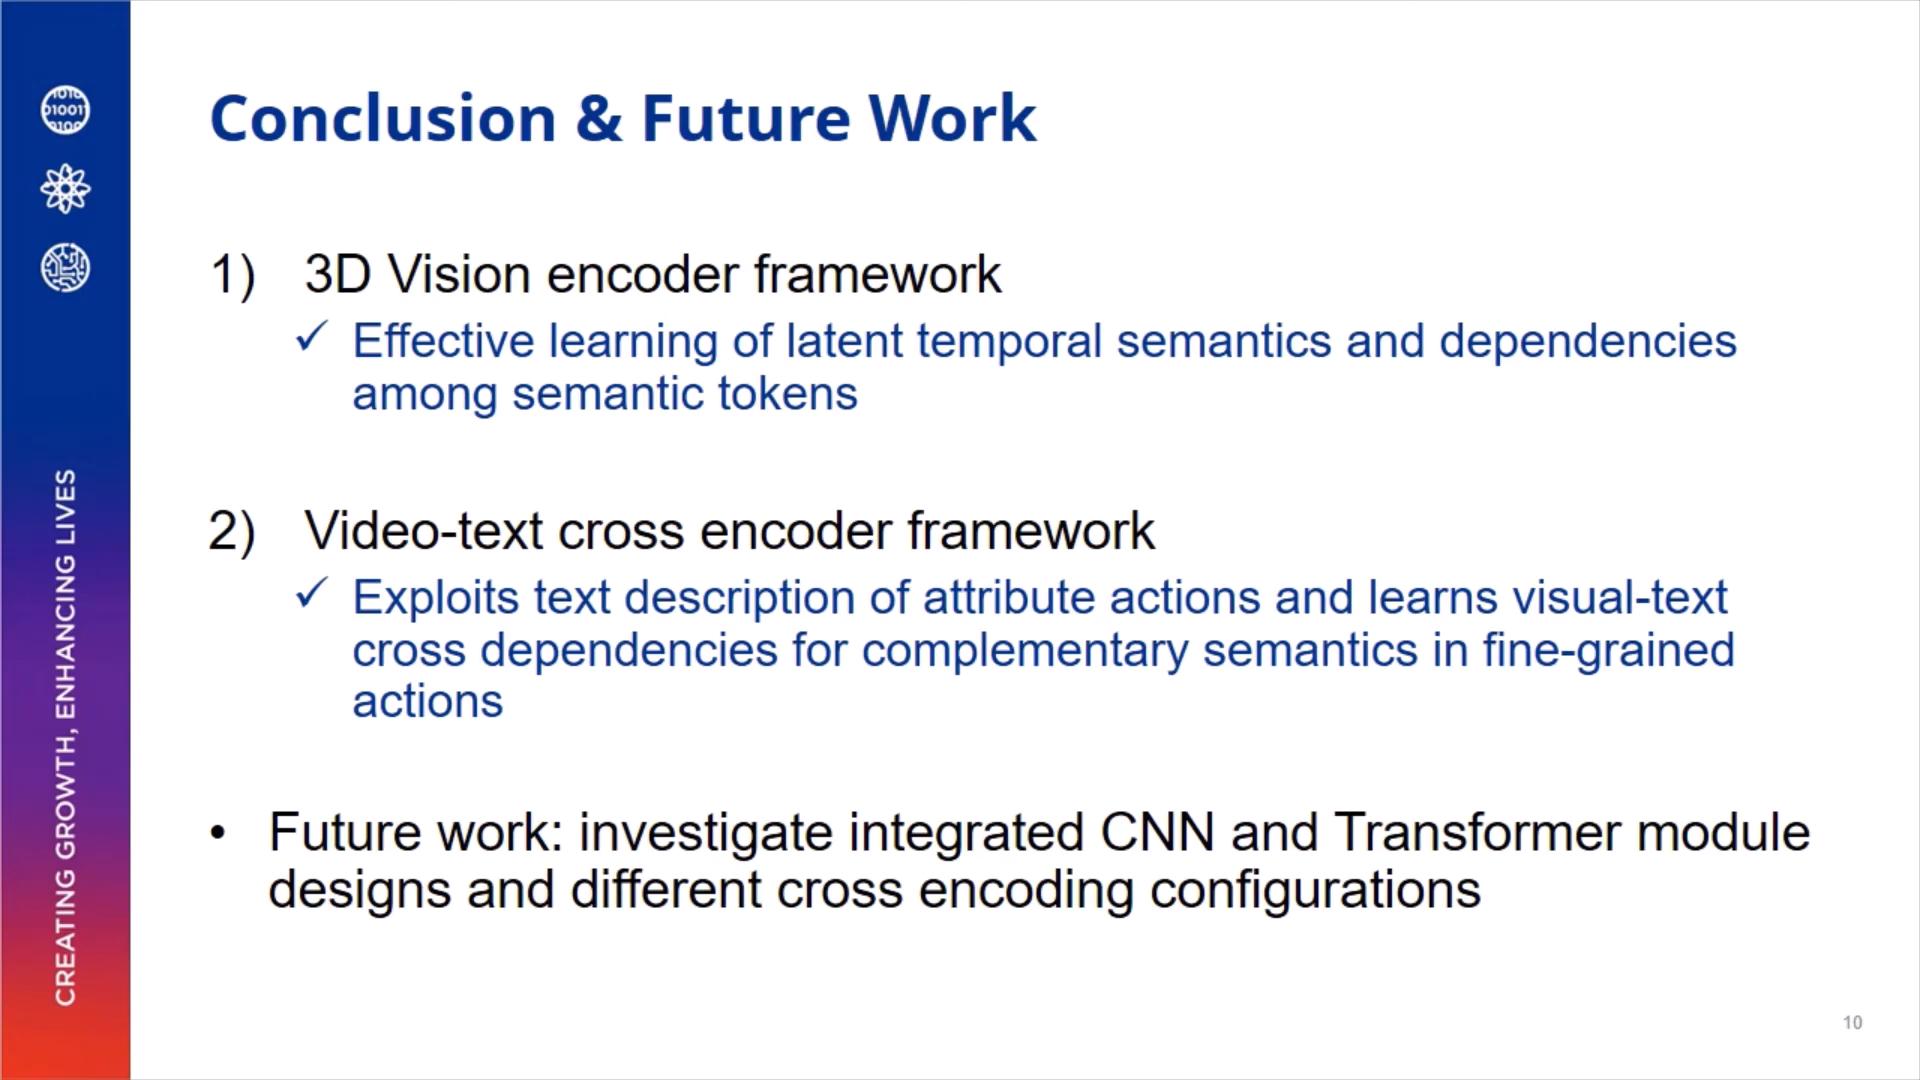 Conclusion & Future Work
1) 3D Vision encoder framework
✓ Effective learning of latent temporal semantics and dependencies
among semantic tokens
2) Video-text cross encoder framework
✓ Exploits text description of attribute actions and learns visual-text
cross dependencies for complementary semantics in fine-grained
actions
• Future work: investigate integrated CNN and Transformer module
designs and different cross encoding configurations
CREATING GROWTH, ENHANCING LIVES
1010
01001
0100
10